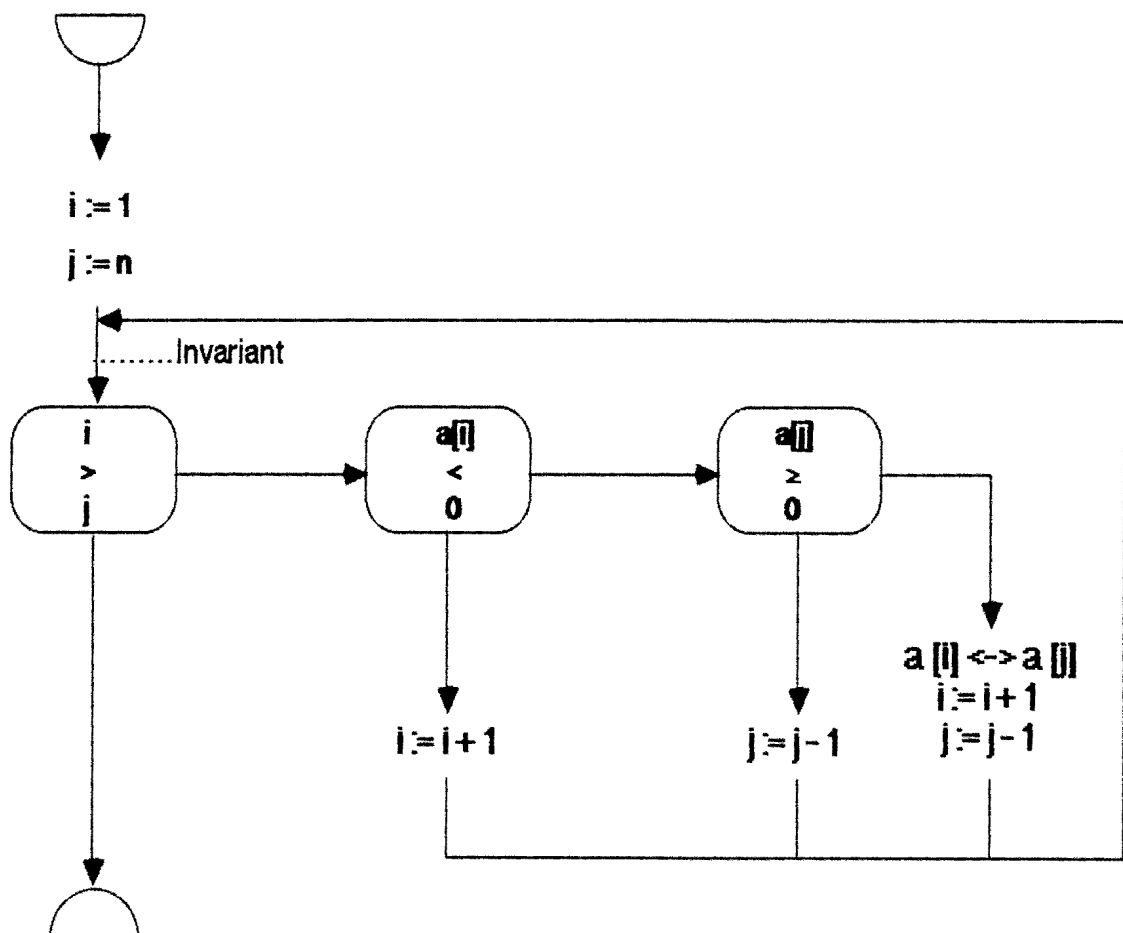 i := 1
j := n
.........Invariant
i
>
j
a[i]
<
0
a[j]
≥
0
a [i] <-> a [j]
i := i + 1
j := j - 1
i := i + 1
j := j - 1